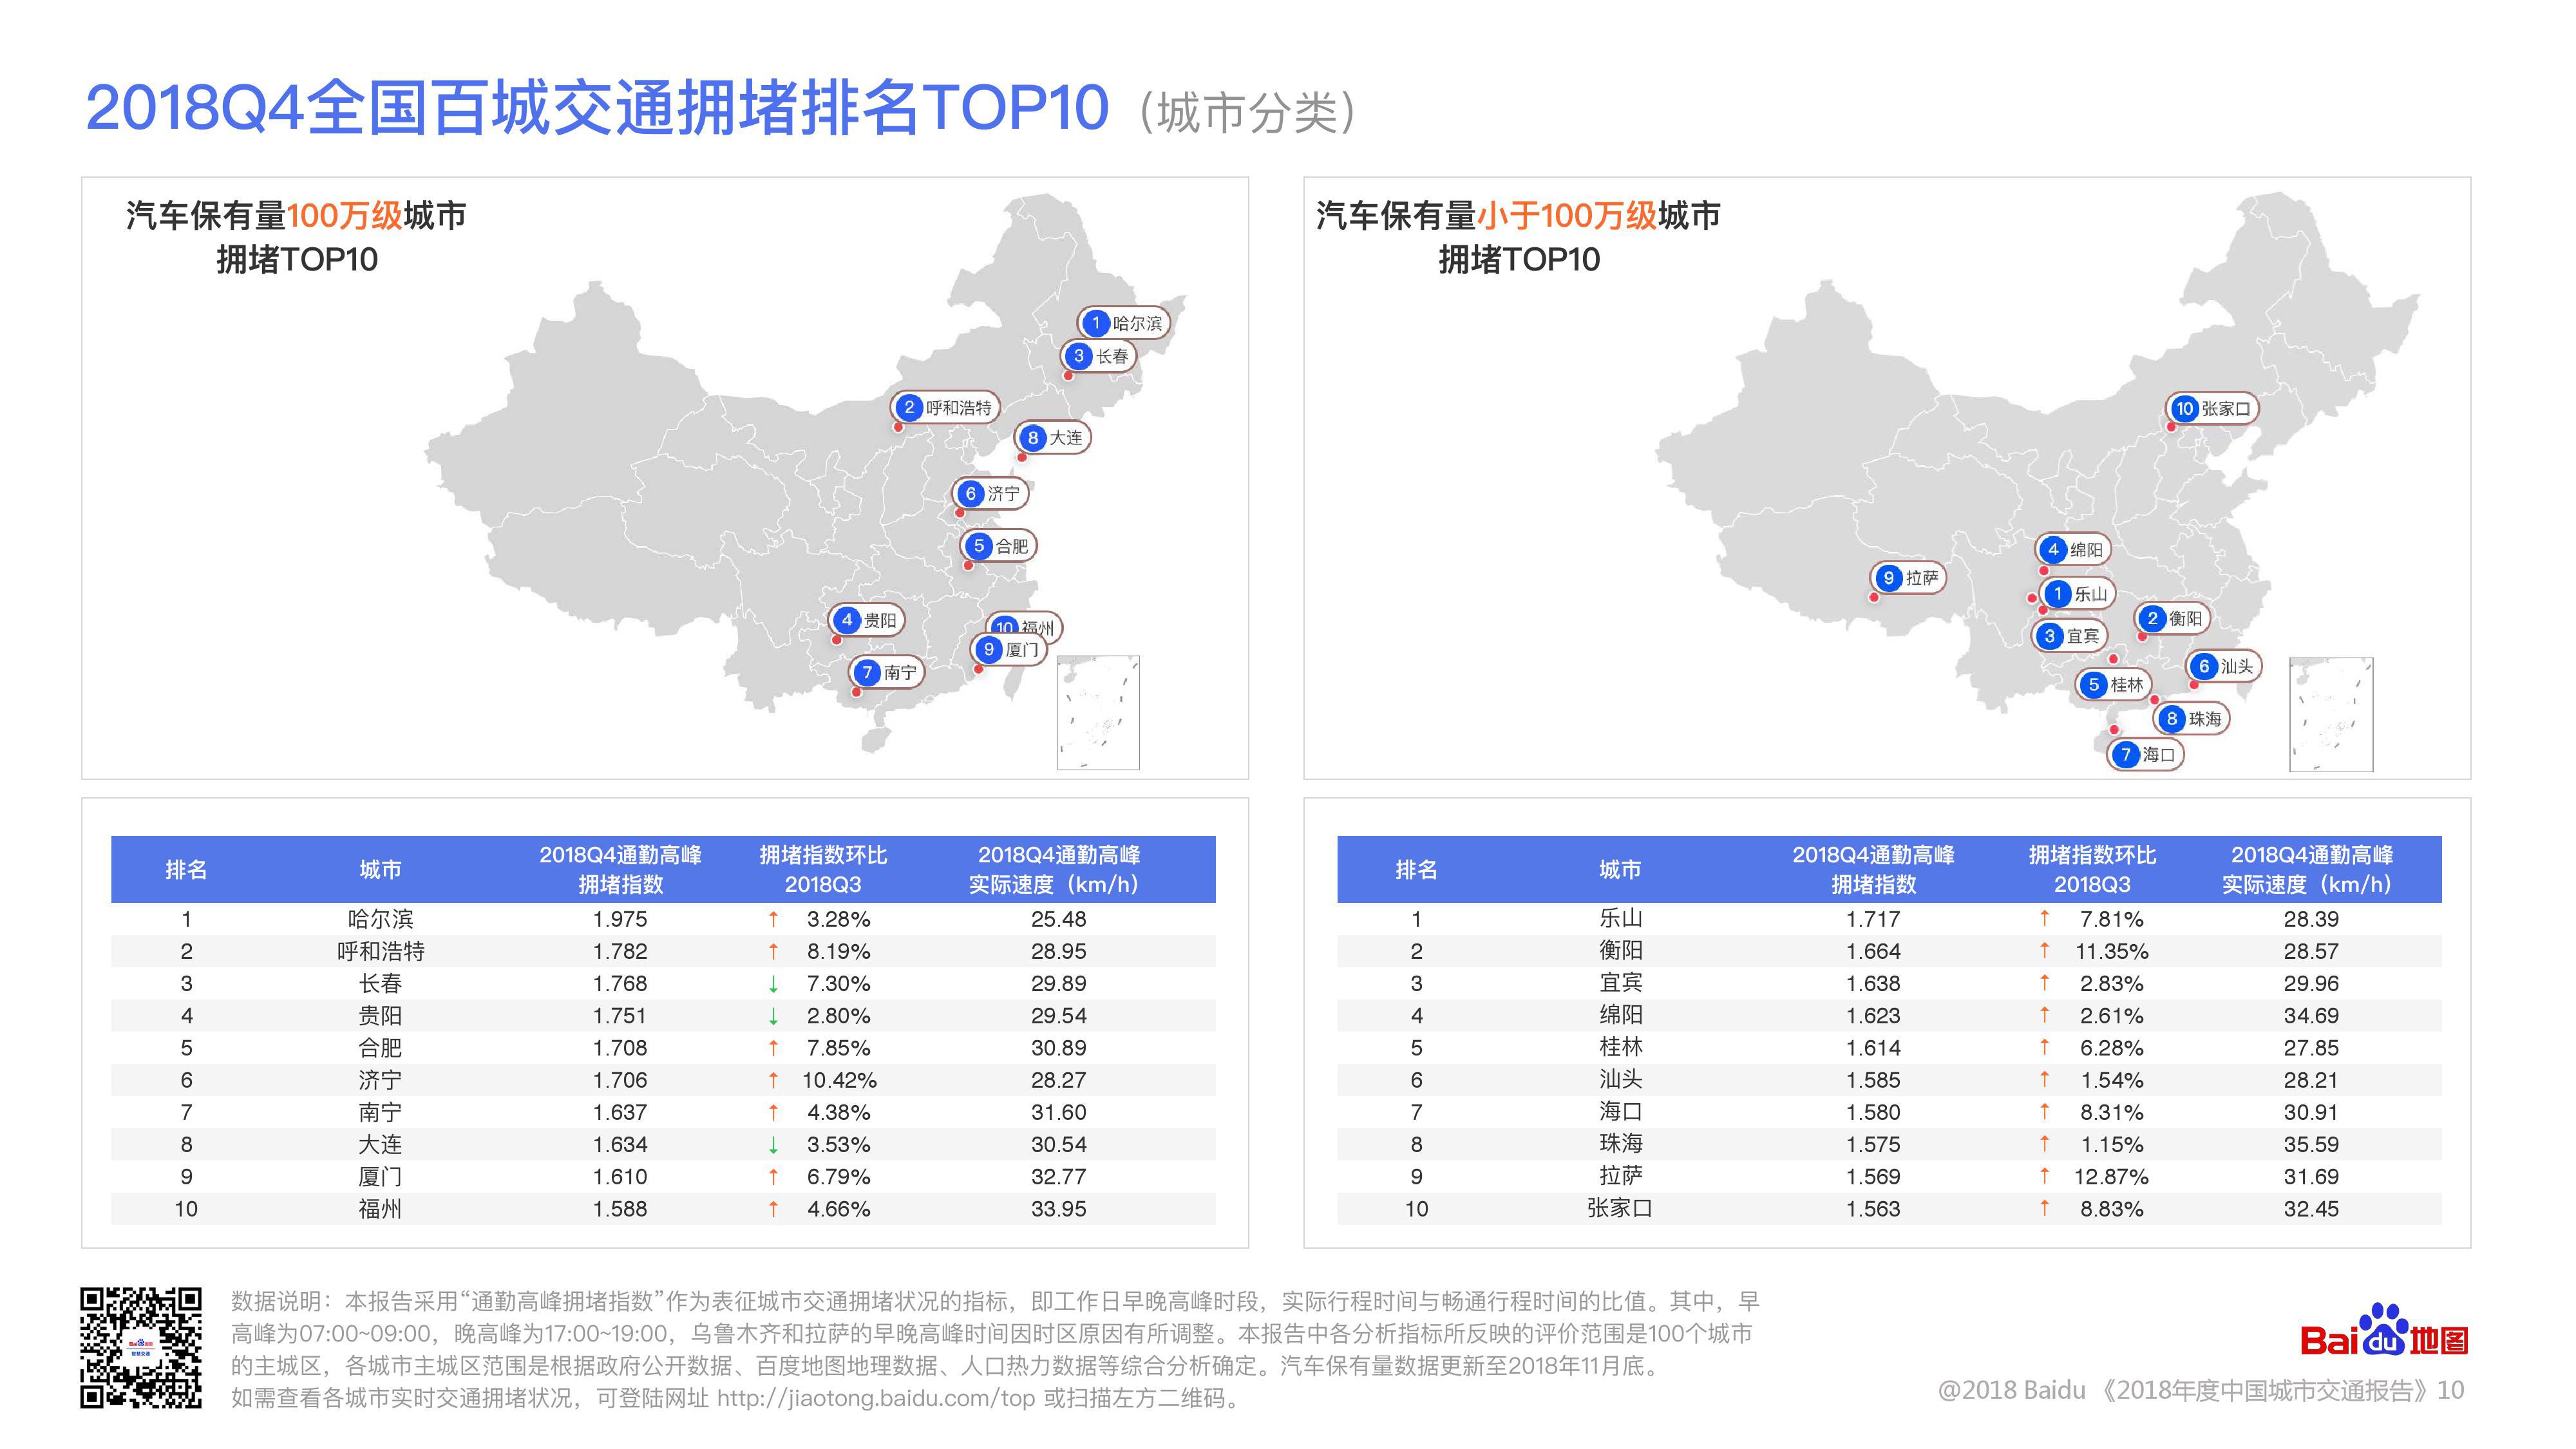 2018Q4全国百城交通拥堵排名TOP10（城市分类）
汽车保有量100万级城市
拥堵TOP10
1 哈尔滨
3 长春
2 呼和浩特
8 大连
6 济宁
5 合肥
4 贵阳
10 福州
9 厦门
7 南宁
汽车保有量小于100万级城市
拥堵TOP10
10 张家口
4 绵阳
9 拉萨
1 乐山
2 衡阳
3 宜宾
6 汕头
5 桂林
8 珠海
7 海口
排名 城市 2018Q4通勤高峰 拥堵指数 拥堵指数环比 2018Q3 2018Q4通勤高峰 实际速度（km/h）
1 哈尔滨 1.975 ↑ 3.28% 25.48
2 呼和浩特 1.782 ↑ 8.19% 28.95
3 长春 1.768 ↓ 7.30% 29.89
4 贵阳 1.751 ↓ 2.80% 29.54
5 合肥 1.708 ↑ 7.85% 30.89
6 济宁 1.706 ↑ 10.42% 28.27
7 南宁 1.637 ↑ 4.38% 31.60
8 大连 1.634 ↓ 3.53% 30.54
9 厦门 1.610 ↑ 6.79% 32.77
10 福州 1.588 ↑ 4.66% 33.95
排名 城市 2018Q4通勤高峰 拥堵指数 拥堵指数环比 2018Q3 2018Q4通勤高峰 实际速度（km/h）
1 乐山 1.717 ↑ 7.81% 28.39
2 衡阳 1.664 ↑ 11.35% 28.57
3 宜宾 1.638 ↑ 2.83% 29.96
4 绵阳 1.623 ↑ 2.61% 34.69
5 桂林 1.614 ↑ 6.28% 27.85
6 汕头 1.585 ↑ 1.54% 28.21
7 海口 1.580 ↑ 8.31% 30.91
8 珠海 1.575 ↑ 1.15% 35.59
9 拉萨 1.569 ↑ 12.87% 31.69
10 张家口 1.563 ↑ 8.83% 32.45
数据说明：本报告采用“通勤高峰拥堵指数”作为表征城市交通拥堵状况的指标，即工作日早晚高峰时段，实际行程时间与畅通行程时间的比值。其中，早
高峰为07:00~09:00，晚高峰为17:00~19:00，乌鲁木齐和拉萨的早晚高峰时间因时区原因有所调整。本报告中各分析指标所反映的评价范围是100个城市
的主城区，各城市主城区范围是根据政府公开数据、百度地图地理数据、人口热力数据等综合分析确定。汽车保有量数据更新至2018年11月底。
如需查看各城市实时交通拥堵状况，可登陆网址 http://jiaotong.baidu.com/top 或扫描左方二维码。
Baidu地图
@2018 Baidu 《2018年度中国城市交通报告》10